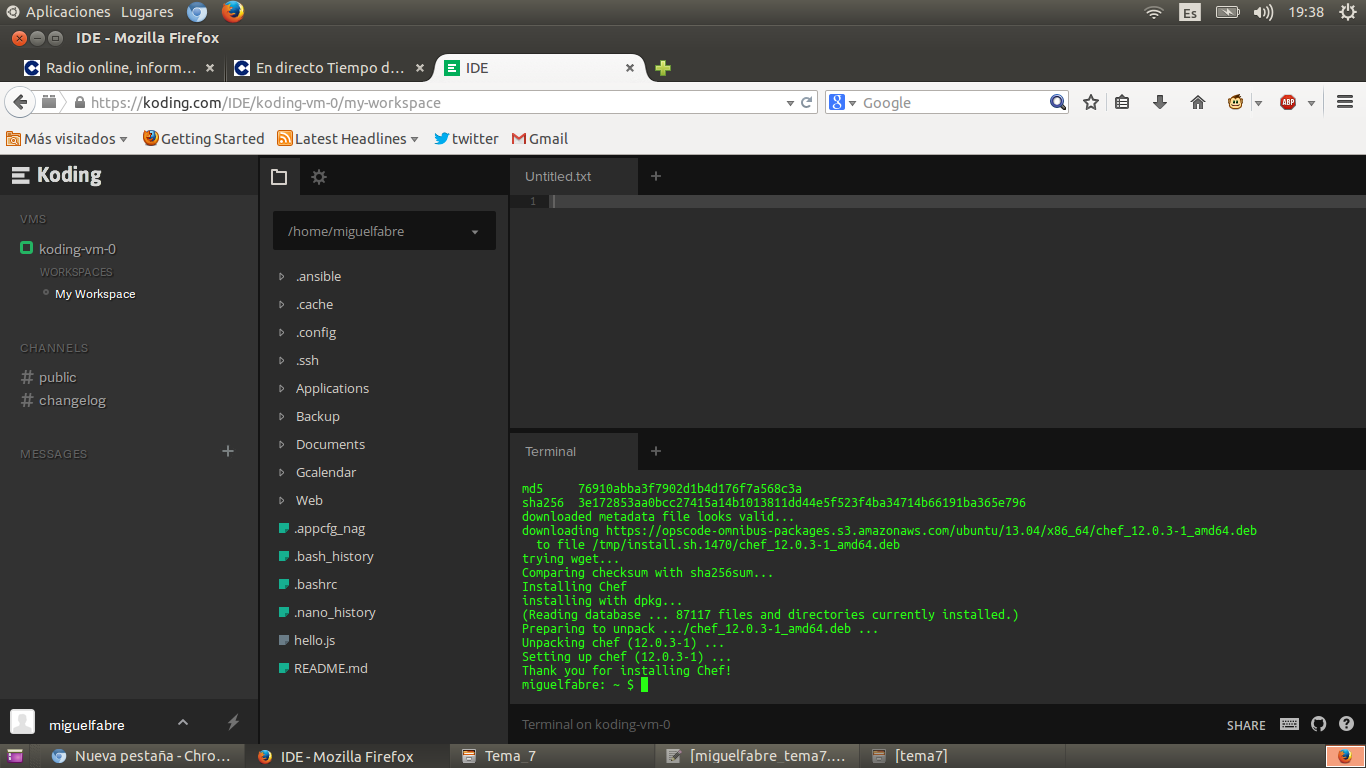 Aplicaciones Lugares Es 19:38
IDE - Mozilla Firefox
Radio online, inform... × En directo Tiempo d... × IDE ×
https://koding.com/IDE/koding-vm-0/my-workspace Google ABP
Más visitados Getting Started Latest Headlines twitter Gmail
Koding
VMS
koding-vm-0
WORKSPACES
My Workspace
CHANNELS
# public
# changelog
MESSAGES +
miguelfabre
/home/miguelfabre
.ansible
.cache
.config
.ssh
Applications
Backup
Documents
Gcalendar
Web
.appcfg_nag
.bash_history
.bashrc
.nano_history
hello.js
README.md
Untitled.txt +
1
Terminal +
md5     76910abba3f7902d1b4d176f7a568c3a
sha256  3e172853aa0bcc27415a14b1013811dd44e5f523f4ba34714b66191ba365e796
downloaded metadata file looks valid...
downloading https://opscode-omnibus-packages.s3.amazonaws.com/ubuntu/13.04/x86_64/chef_12.0.3-1_amd64.deb
  to file /tmp/install.sh.1470/chef_12.0.3-1_amd64.deb
trying wget...
Comparing checksum with sha256sum...
Installing Chef
installing with dpkg...
(Reading database ... 87117 files and directories currently installed.)
Preparing to unpack .../chef_12.0.3-1_amd64.deb ...
Unpacking chef (12.0.3-1) ...
Setting up chef (12.0.3-1) ...
Thank you for installing Chef!
miguelfabre: ~ $
Terminal on koding-vm-0 SHARE ?
Nueva pestaña - Chro... IDE - Mozilla Firefox Tema_7 [miguelfabre_tema7.... [tema7]